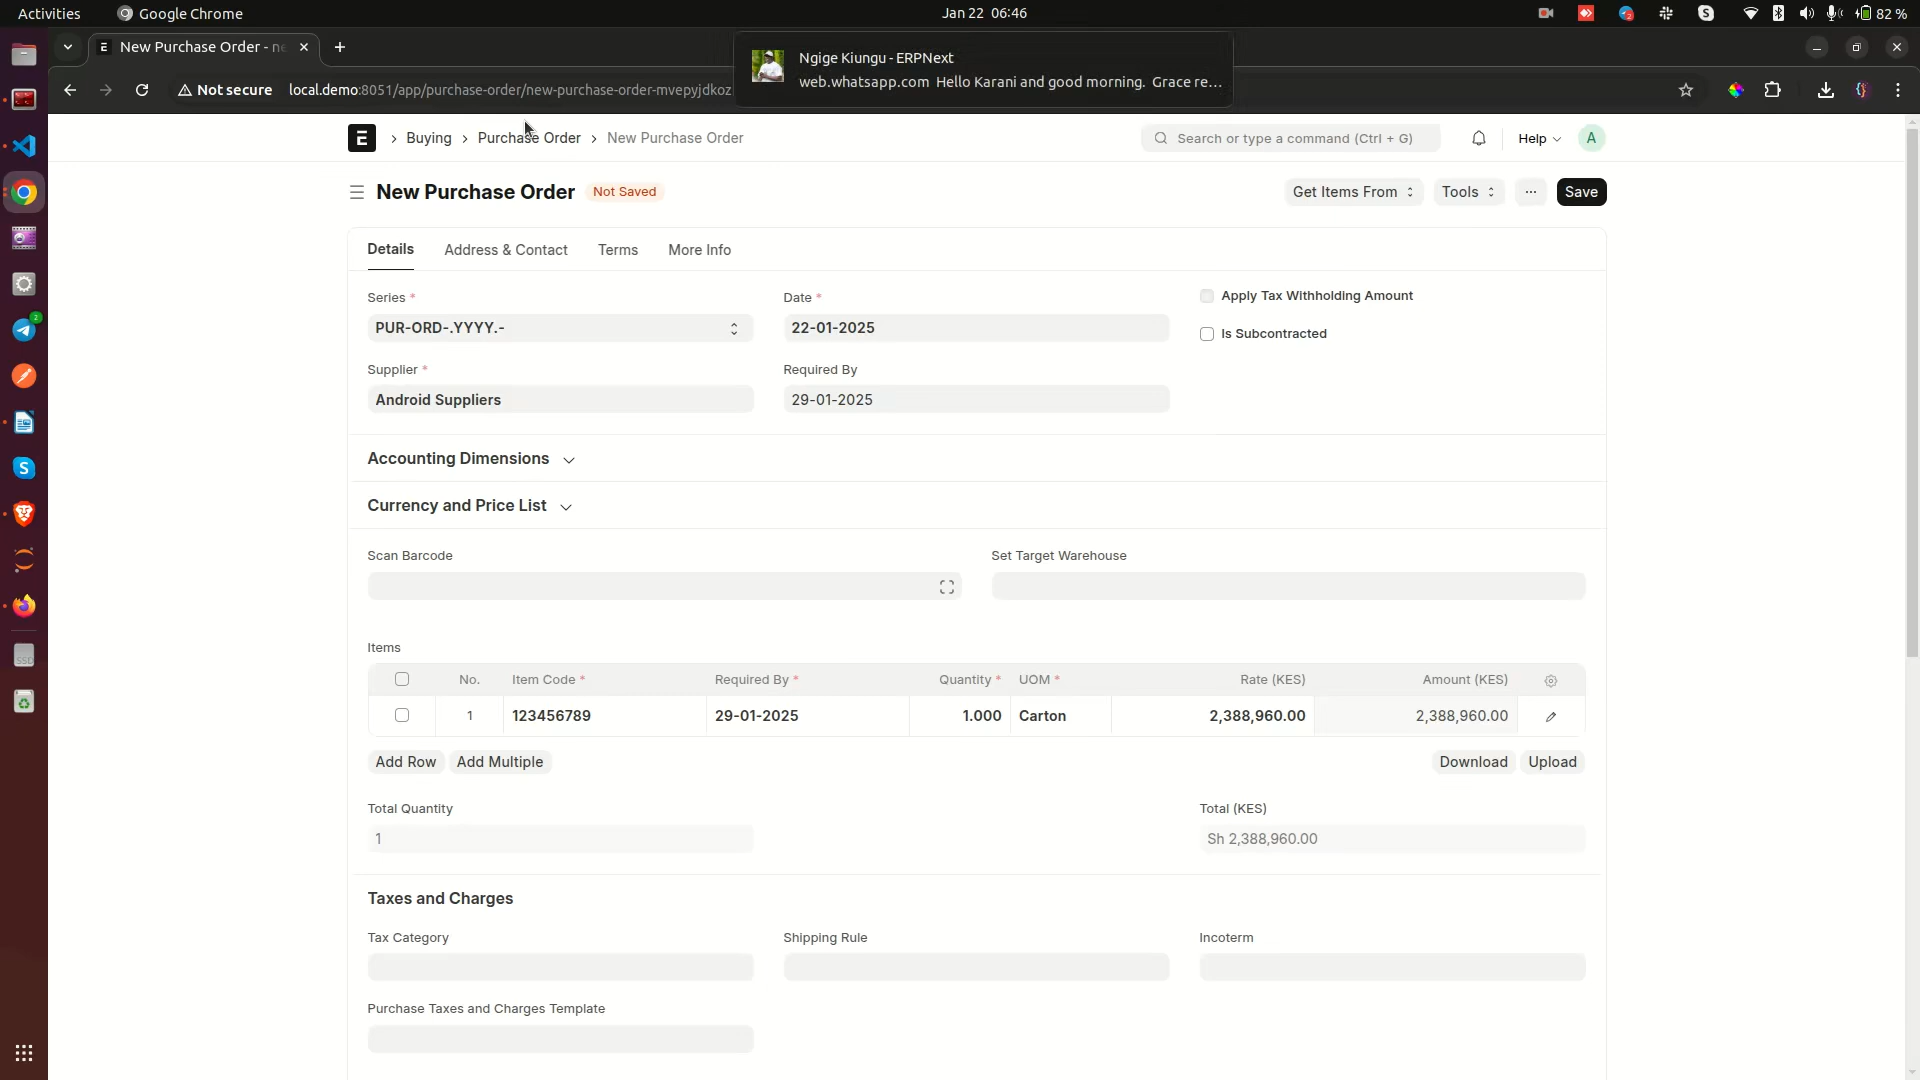 Activities
Google Chrome
Jan 22 06:46
82 %
New Purchase Order - ne
Ngige Kiungu - ERPNext
web.whatsapp.com Hello Karani and good morning. Grace re...
Not secure
local.demo:8051/app/purchase-order/new-purchase-order-mvepyjdkoz
E
Buying
Purchase Order
New Purchase Order
Search or type a command (Ctrl + G)
Help
A
New Purchase Order
Not Saved
Get Items From
Tools
...
Save
Details
Address & Contact
Terms
More Info
Series *
PUR-ORD-.YYYY.-
Date *
22-01-2025
Apply Tax Withholding Amount
Is Subcontracted
Supplier *
Android Suppliers
Required By
29-01-2025
Accounting Dimensions
Currency and Price List
Scan Barcode
Set Target Warehouse
Items
No. Item Code * Required By * Quantity * UOM * Rate (KES) Amount (KES)
1 123456789 29-01-2025 1.000 Carton 2,388,960.00 2,388,960.00
Add Row
Add Multiple
Download
Upload
Total Quantity
1
Total (KES)
Sh 2,388,960.00
Taxes and Charges
Tax Category
Shipping Rule
Incoterm
Purchase Taxes and Charges Template